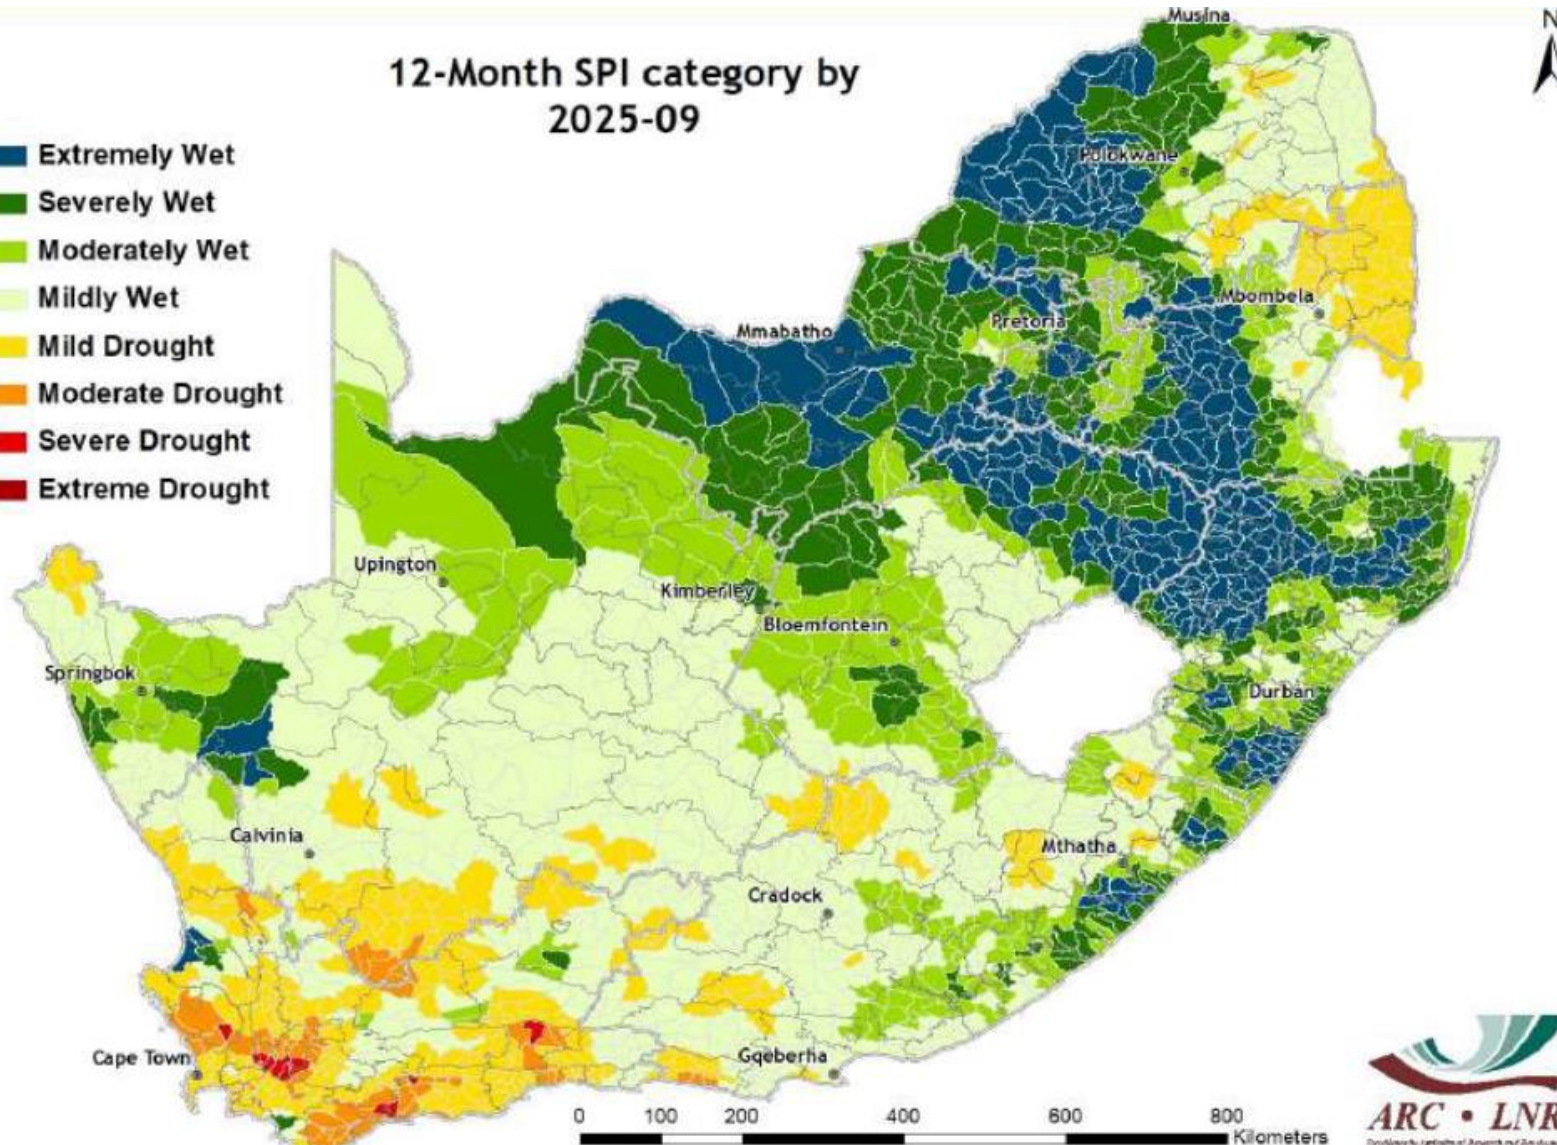 Musina
N
12-Month SPI category by
2025-09
Extremely Wet
Severely Wet
Moderately Wet
Mildly Wet
Mild Drought
Moderate Drought
Severe Drought
Extreme Drought
Polokwane
Mbombela
Pretoria
Mmabatho
Upington
Kimberley
Bloemfontein
Springbok
Durban
Calvinia
Mthatha
Cradock
Cape Town
Gqeberha
0 100 200 400 600 800
Kilometers
ARC • LNR